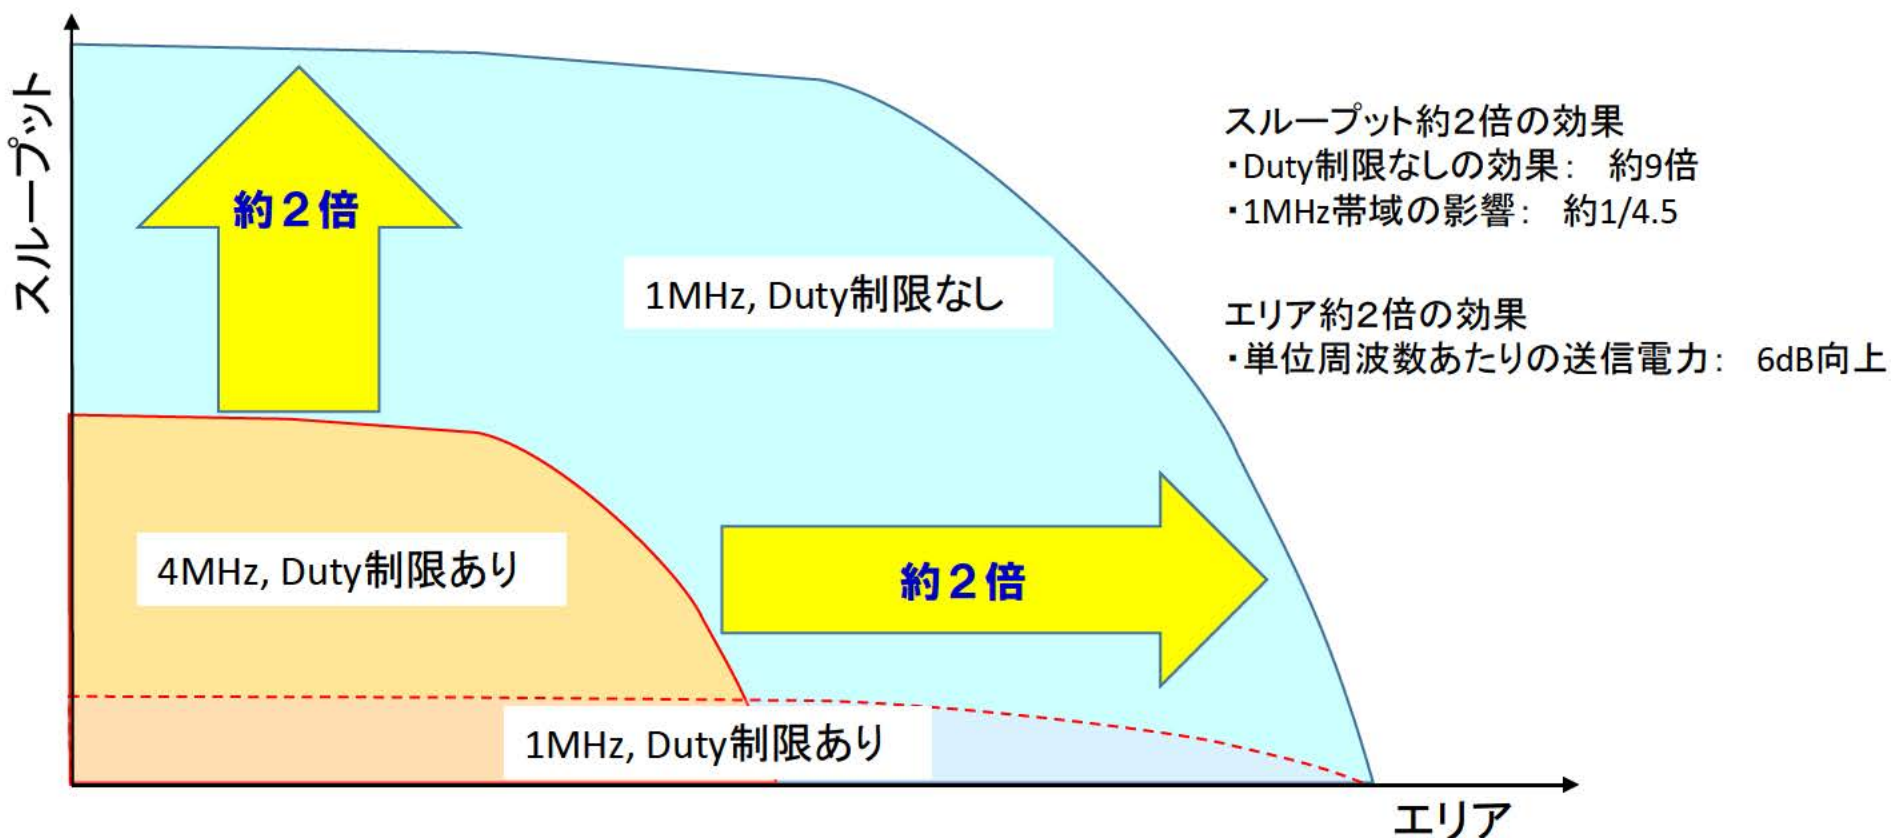 スループット
約２倍
1MHz, Duty制限なし
スループット約２倍の効果
・Duty制限なしの効果： 約9倍
・1MHz帯域の影響： 約1/4.5
エリア約２倍の効果
・単位周波数あたりの送信電力： 6dB向上
4MHz, Duty制限あり
約２倍
1MHz, Duty制限あり
エリア